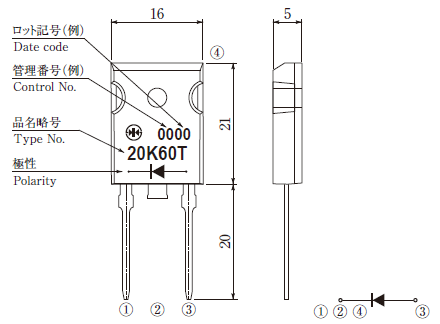 16
5
ロット記号(例)
Date code
④
管理番号(例)
Control No.
0000
21
品名略号
Type No.
20K60T
極性
Polarity
20
① ② ③
① ② ④ ③